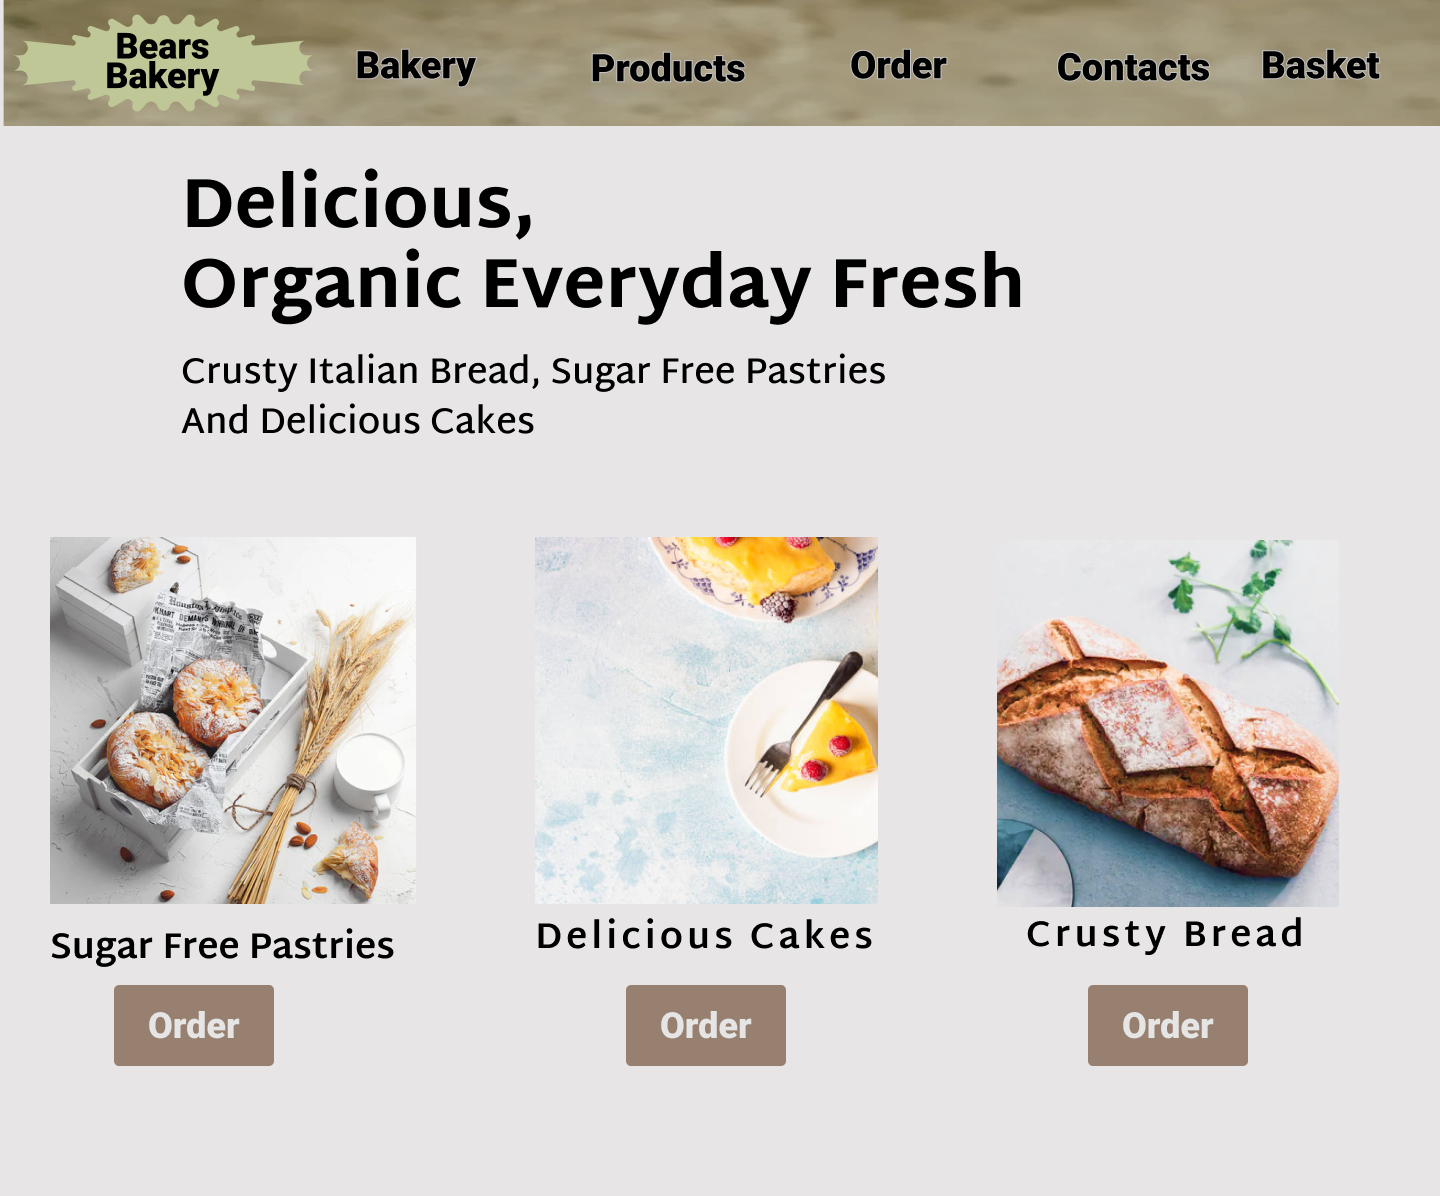 Bears
Bakery
Bakery
Products
Order
Contacts
Basket
Delicious,
Organic Everyday Fresh
Crusty Italian Bread, Sugar Free Pastries
And Delicious Cakes
Sugar Free Pastries
Delicious Cakes
Crusty Bread
Order
Order
Order